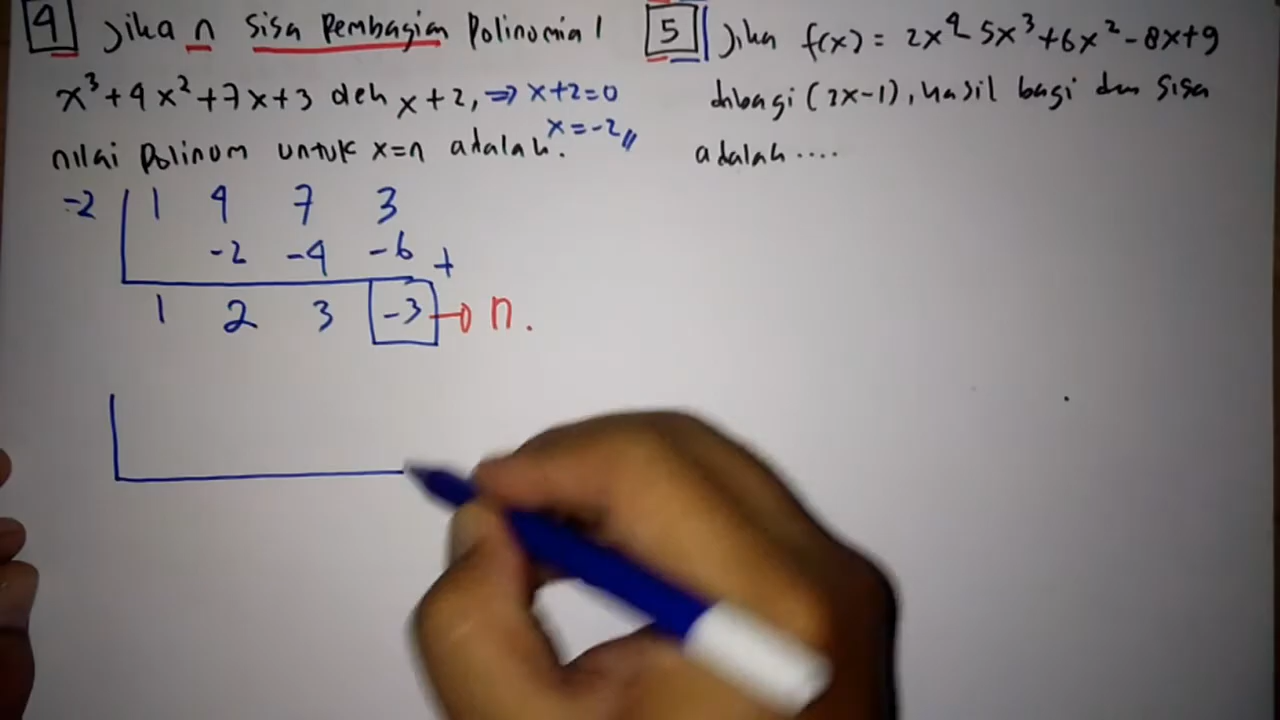 4 Jika n sisa pembagian Polinomial
x³+4x²+7x+3 oleh x+2, ⇒ x+2=0
x=-2//
nilai Polinom untuk x=n adalah.
-2 | 1 4 7 3
-2 -4 -6 +
1 2 3 -3 → n.
5 Jika f(x) = 2x⁴-5x³+6x²-8x+9
dibagi (2x-1), hasil bagi dan sisa
adalah ....